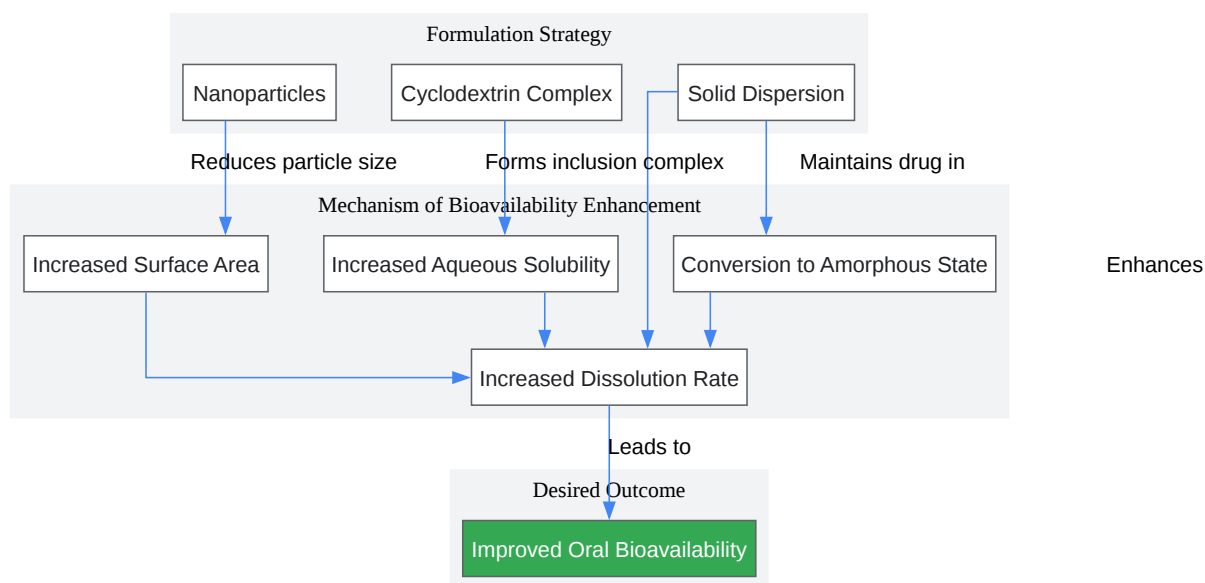 Formulation Strategy
Nanoparticles
Cyclodextrin Complex
Solid Dispersion
Reduces particle size
Forms inclusion complex
Maintains drug in
Mechanism of Bioavailability Enhancement
Increased Surface Area
Increased Aqueous Solubility
Conversion to Amorphous State
Enhances
Increased Dissolution Rate
Leads to
Desired Outcome
Improved Oral Bioavailability